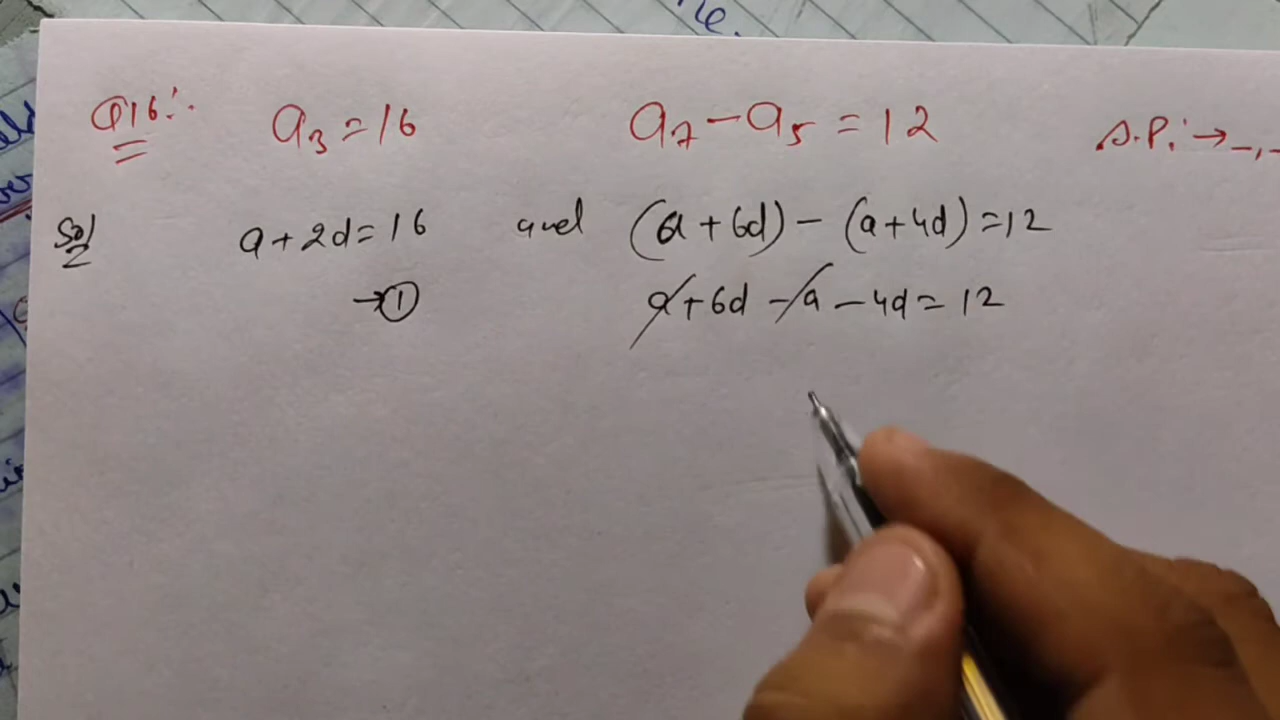 Q16:-
a₃ = 16
a₇ - a₅ = 12
A.P. : → _, _
Sol
a + 2d = 16 and (a + 6d) - (a + 4d) = 12
→ ①
a + 6d - a - 4d = 12